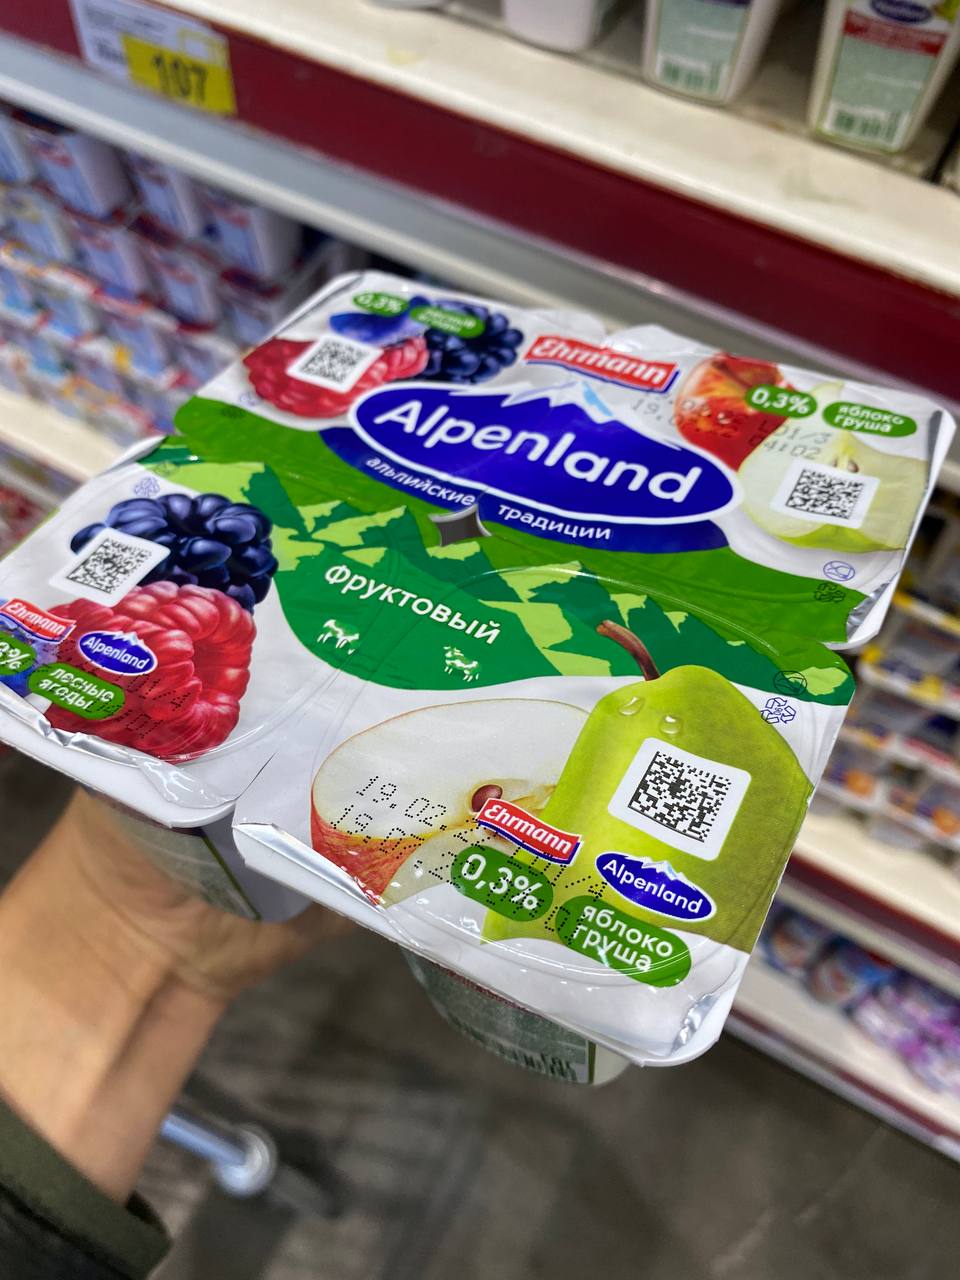 107
0,3%
Ehrmann
0,3%
яблоко
груша
Alpenland
альпийские традиции
фруктовый
Ehrmann
Alpenland
лесные
ягоды
19.02.
Ehrmann
0,3%
Alpenland
яблоко
груша